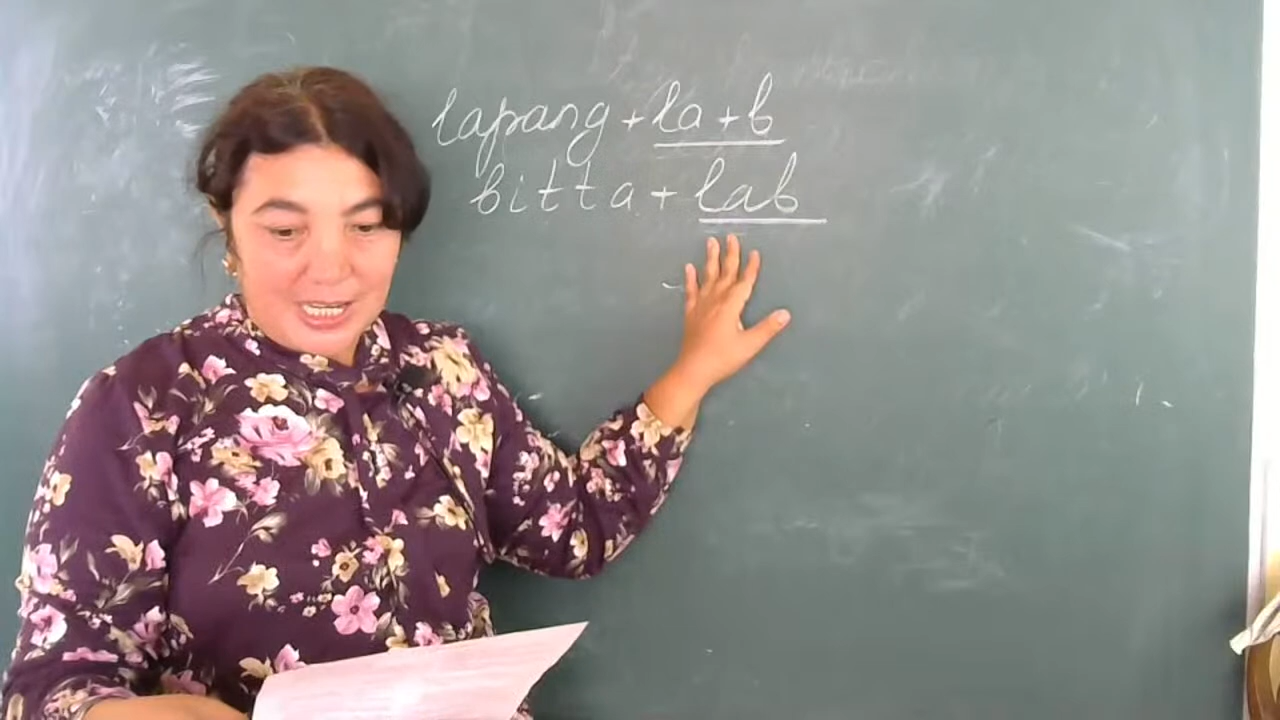 lapang + la + b
bitta + lab